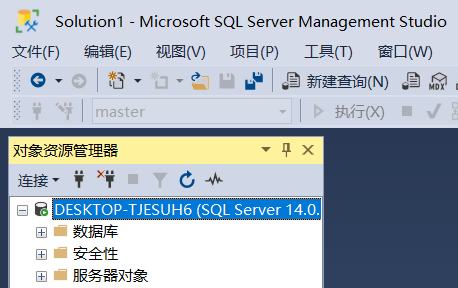 Solution1 - Microsoft SQL Server Management Studio
文件(F) 编辑(E) 视图(V) 项目(P) 工具(T) 窗口(W)
新建查询(N) MDX
master 执行(X)
对象资源管理器
连接
DESKTOP-TJESUH6 (SQL Server 14.0.
数据库
安全性
服务器对象